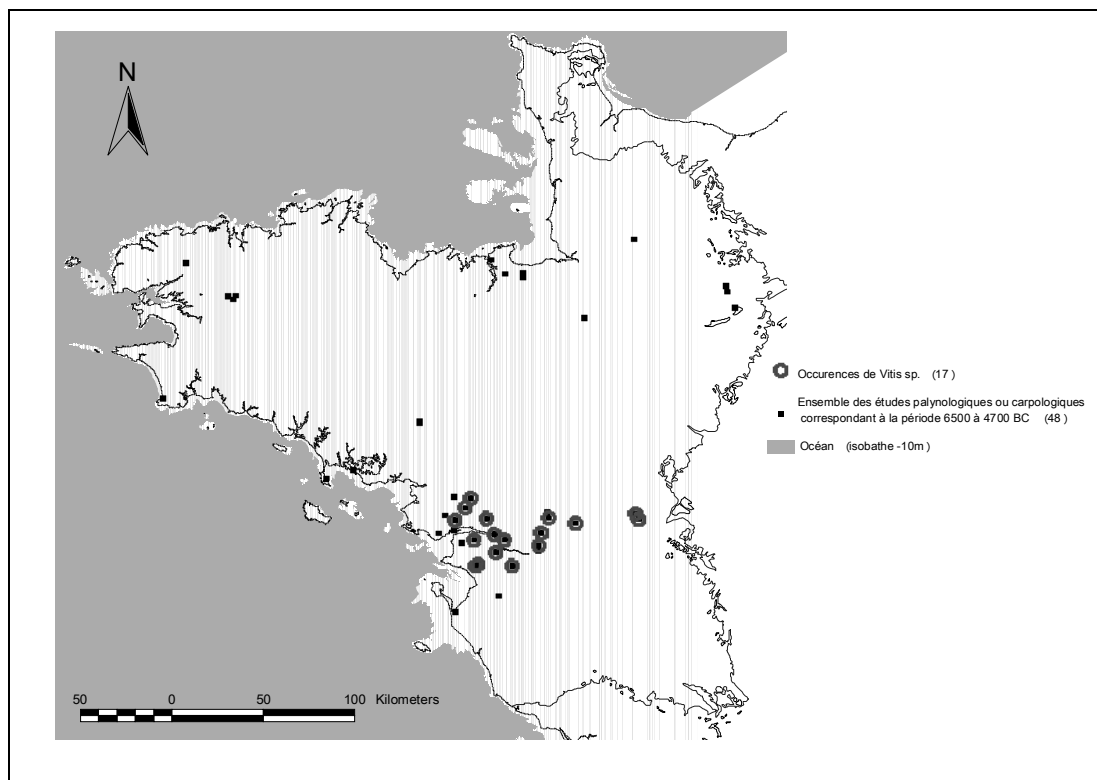 N
Occurences de Vitis sp. (17)
Ensemble des études palynologiques ou carpologiques
correspondant à la période 6500 à 4700 BC (48)
Océan (isobathe -10m)
50 0 50 100 Kilometers